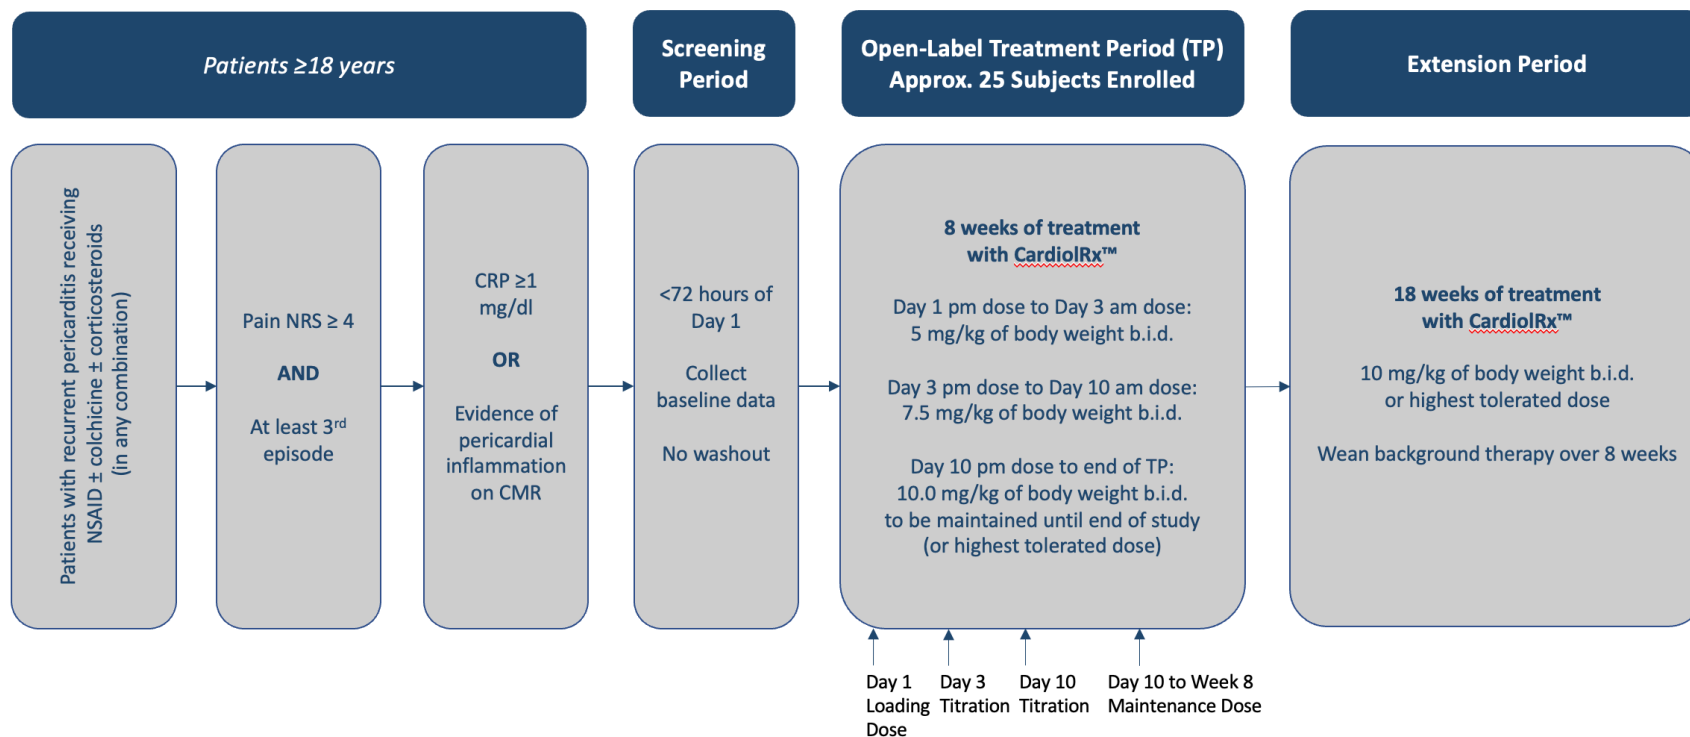 Patients ≥18 years
Screening
Period
Open-Label Treatment Period (TP)
Approx. 25 Subjects Enrolled
Extension Period
Patients with recurrent pericarditis receiving
NSAID ± colchicine ± corticosteroids
(in any combination)
Pain NRS ≥ 4
AND
At least 3rd
episode
CRP ≥1
mg/dl
OR
Evidence of
pericardial
inflammation
on CMR
<72 hours of
Day 1
Collect
baseline data
No washout
8 weeks of treatment
with CardiolRx™
Day 1 pm dose to Day 3 am dose:
5 mg/kg of body weight b.i.d.
Day 3 pm dose to Day 10 am dose:
7.5 mg/kg of body weight b.i.d.
Day 10 pm dose to end of TP:
10.0 mg/kg of body weight b.i.d.
to be maintained until end of study
(or highest tolerated dose)
18 weeks of treatment
with CardiolRx™
10 mg/kg of body weight b.i.d.
or highest tolerated dose
Wean background therapy over 8 weeks
Day 1
Loading
Dose
Day 3
Titration
Day 10
Titration
Day 10 to Week 8
Maintenance Dose